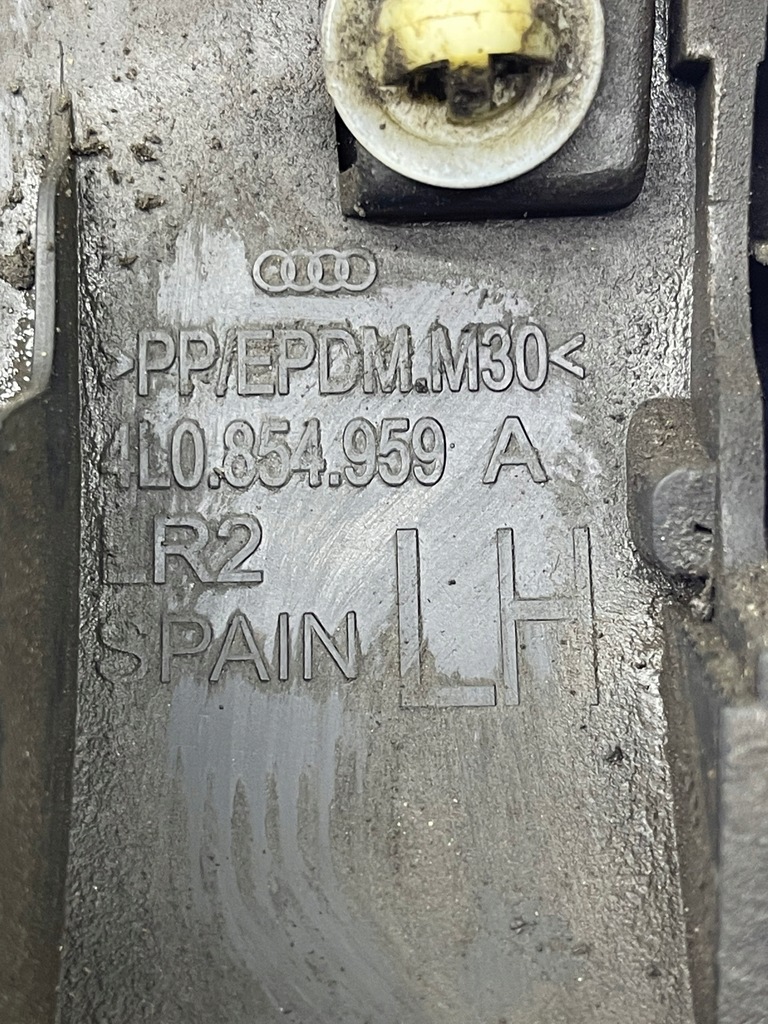 >PP/EPDM.M30<
4L0.854.959 A
LR2
LH
SPAIN